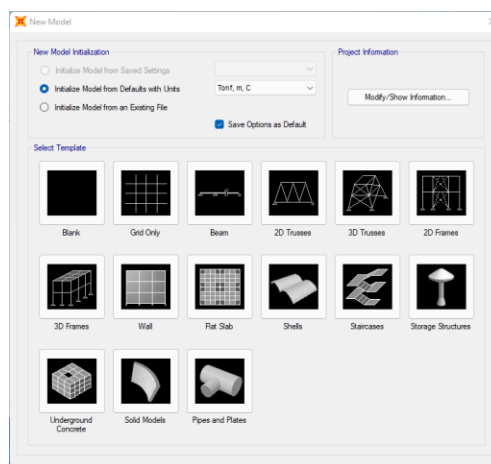 New Model
New Model Initialization
Project Information
Initialize Model from Saved Settings
Initialize Model from Defaults with Units
Tonf, m, C
Modify/Show Information...
Initialize Model from an Existing File
Save Options as Default
Select Template
Blank
Grid Only
Beam
2D Trusses
3D Trusses
2D Frames
3D Frames
Wall
Flat Slab
Shells
Staircases
Storage Structures
Underground
Concrete
Solid Models
Pipes and Plates